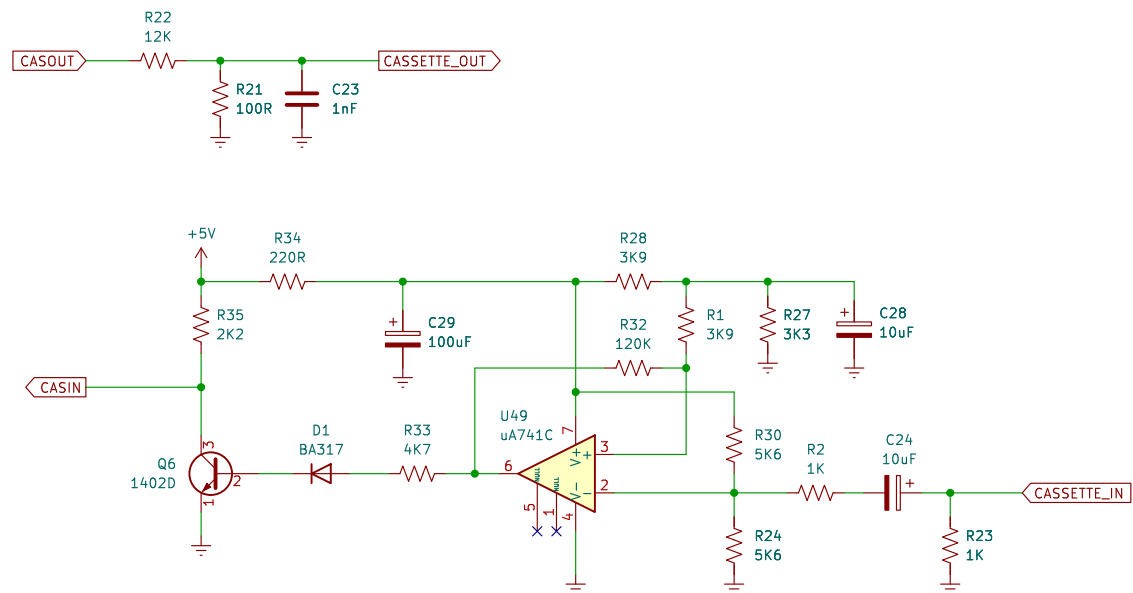 R22
12K
CASOUT
CASSETTE_OUT
R21
100R
C23
1nF
+5V
R34
220R
R28
3K9
R35
2K2
+
C29
100uF
R32
120K
R1
3K9
R27
3K3
+
C28
10uF
CASIN
U49
uA741C
7
V+
+
3
R30
5K6
R2
1K
C24
10uF
+
D1
BA317
R33
4K7
Q6
1402D
3
2
1
6
NULL
NULL
V-
-
2
5
1
4
CASSETTE_IN
R24
5K6
R23
1K